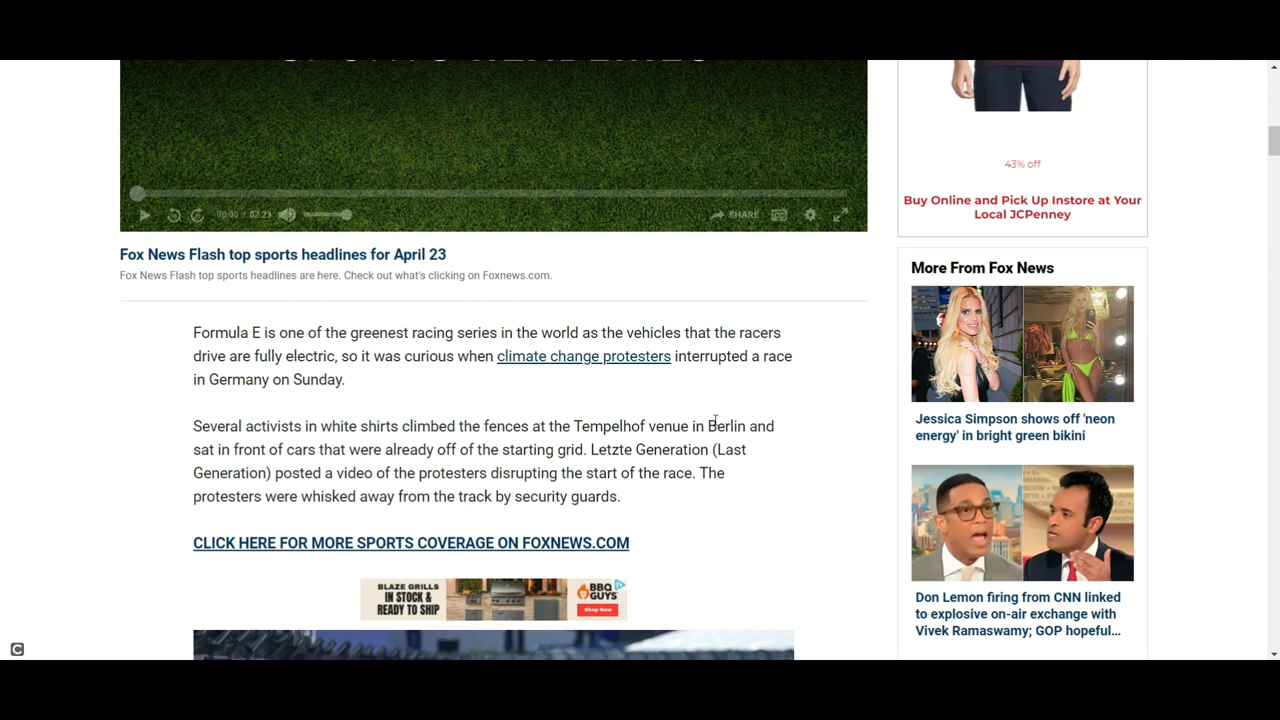 43% off
Buy Online and Pick Up Instore at Your
Local JCPenney
00:00 / 02:23
SHARE
CC
Fox News Flash top sports headlines for April 23
Fox News Flash top sports headlines are here. Check out what's clicking on Foxnews.com.
Formula E is one of the greenest racing series in the world as the vehicles that the racers
drive are fully electric, so it was curious when climate change protesters interrupted a race
in Germany on Sunday.
Several activists in white shirts climbed the fences at the Tempelhof venue in Berlin and
sat in front of cars that were already off of the starting grid. Letzte Generation (Last
Generation) posted a video of the protesters disrupting the start of the race. The
protesters were whisked away from the track by security guards.
CLICK HERE FOR MORE SPORTS COVERAGE ON FOXNEWS.COM
BLAZE GRILLS
IN STOCK &
READY TO SHIP
BBQ
GUYS
Shop Now
More From Fox News
Jessica Simpson shows off 'neon
energy' in bright green bikini
Don Lemon firing from CNN linked
to explosive on-air exchange with
Vivek Ramaswamy; GOP hopeful...
C